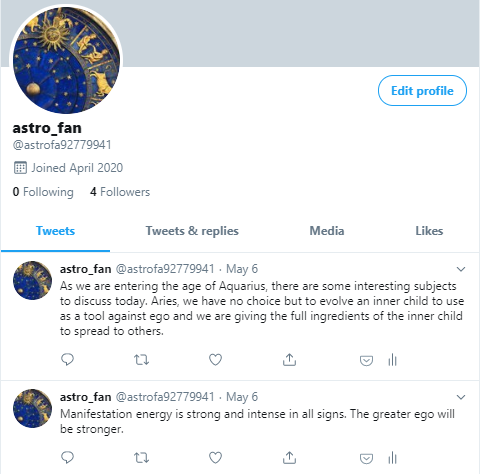 Edit profile
astro_fan
@astrofa92779941
Joined April 2020
0 Following 4 Followers
Tweets Tweets & replies Media Likes
astro_fan @astrofa92779941 · May 6
As we are entering the age of Aquarius, there are some interesting subjects
to discuss today. Aries, we have no choice but to evolve an inner child to use
as a tool against ego and we are giving the full ingredients of the inner child
to spread to others.
astro_fan @astrofa92779941 · May 6
Manifestation energy is strong and intense in all signs. The greater ego will
be stronger.